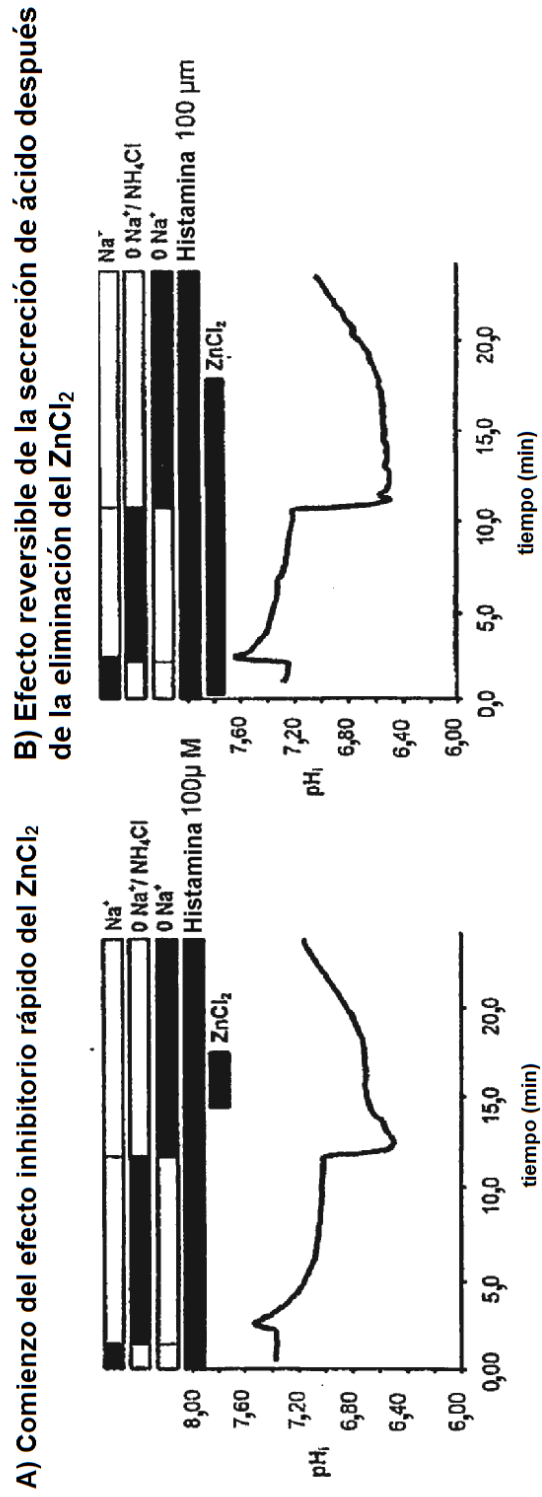 A) Comienzo del efecto inhibitorio rápido del ZnCl₂
Na⁺
0 Na⁺/ NH₄Cl
0 Na⁺
Histamina 100µ M
ZnCl₂
8,00
7,60
7,20
6,80
6,40
6,00
pHᵢ
0,00
5,0
10,0
15,0
20,0
tiempo (min)
B) Efecto reversible de la secreción de ácido después
de la eliminación del ZnCl₂
Na⁺
0 Na⁺/ NH₄Cl
0 Na⁺
Histamina 100 µm
ZnCl₂
7,60
7,20
6,80
6,40
6,00
pHᵢ
0,0
5,0
10,0
15,0
20,0
tiempo (min)